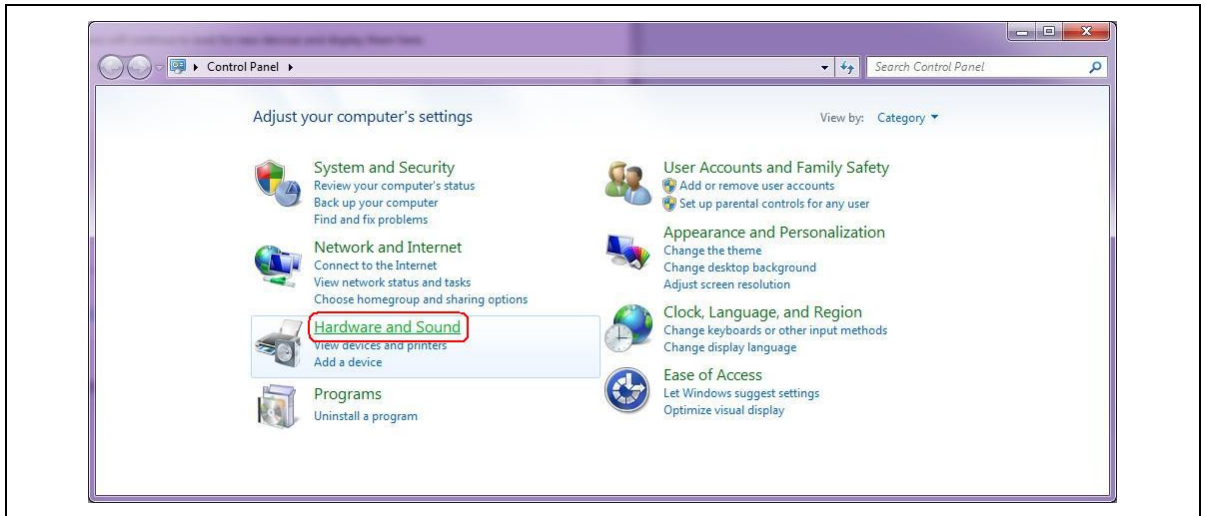 Control Panel
Search Control Panel
Adjust your computer's settings
View by: Category
System and Security
Review your computer's status
Back up your computer
Find and fix problems
Network and Internet
Connect to the Internet
View network status and tasks
Choose homegroup and sharing options
Hardware and Sound
View devices and printers
Add a device
Programs
Uninstall a program
User Accounts and Family Safety
Add or remove user accounts
Set up parental controls for any user
Appearance and Personalization
Change the theme
Change desktop background
Adjust screen resolution
Clock, Language, and Region
Change keyboards or other input methods
Change display language
Ease of Access
Let Windows suggest settings
Optimize visual display